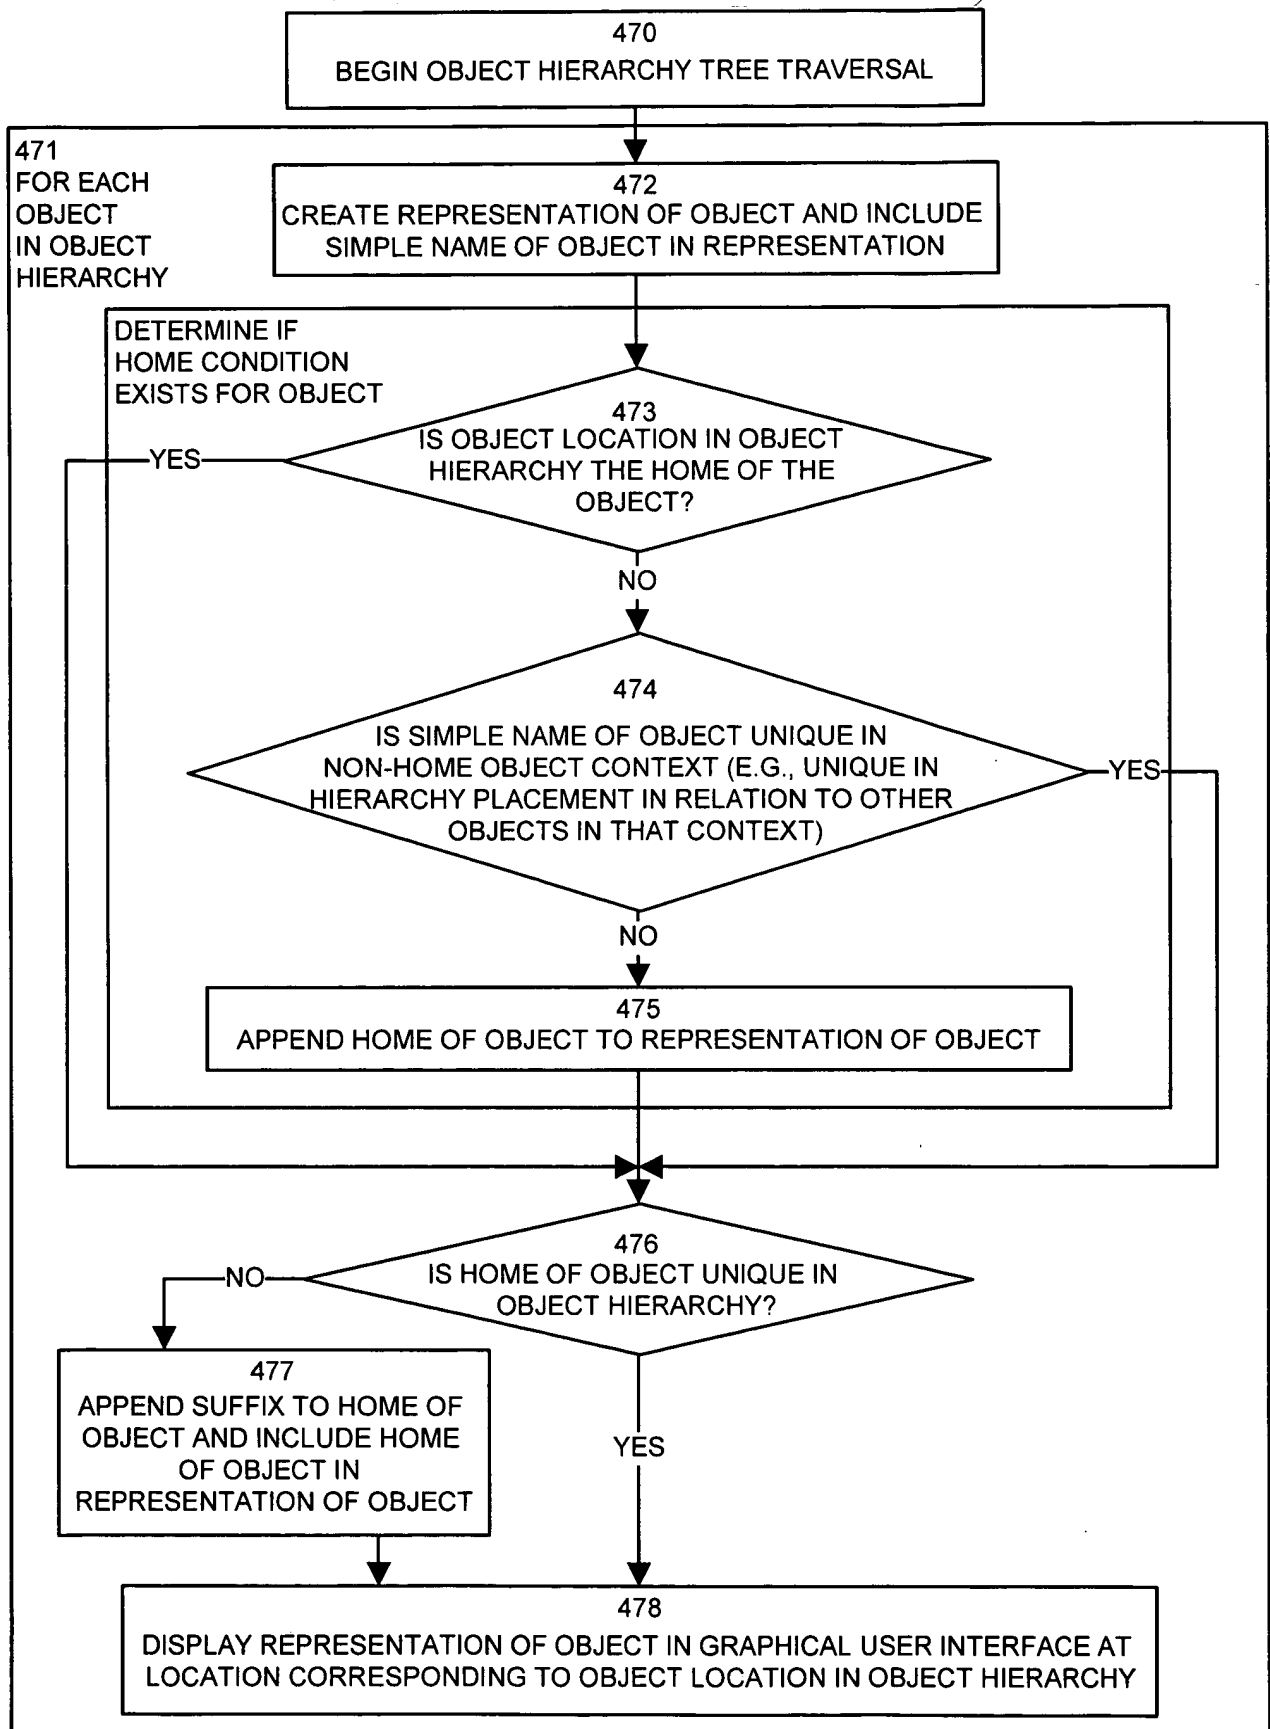 470
BEGIN OBJECT HIERARCHY TREE TRAVERSAL
471
FOR EACH
OBJECT
IN OBJECT
HIERARCHY
472
CREATE REPRESENTATION OF OBJECT AND INCLUDE
SIMPLE NAME OF OBJECT IN REPRESENTATION
DETERMINE IF
HOME CONDITION
EXISTS FOR OBJECT
473
IS OBJECT LOCATION IN OBJECT
HIERARCHY THE HOME OF THE
OBJECT?
YES
NO
474
IS SIMPLE NAME OF OBJECT UNIQUE IN
NON-HOME OBJECT CONTEXT (E.G., UNIQUE IN
HIERARCHY PLACEMENT IN RELATION TO OTHER
OBJECTS IN THAT CONTEXT)
YES
NO
475
APPEND HOME OF OBJECT TO REPRESENTATION OF OBJECT
476
IS HOME OF OBJECT UNIQUE IN
OBJECT HIERARCHY?
NO
477
APPEND SUFFIX TO HOME OF
OBJECT AND INCLUDE HOME
OF OBJECT IN
REPRESENTATION OF OBJECT
YES
478
DISPLAY REPRESENTATION OF OBJECT IN GRAPHICAL USER INTERFACE AT
LOCATION CORRESPONDING TO OBJECT LOCATION IN OBJECT HIERARCHY